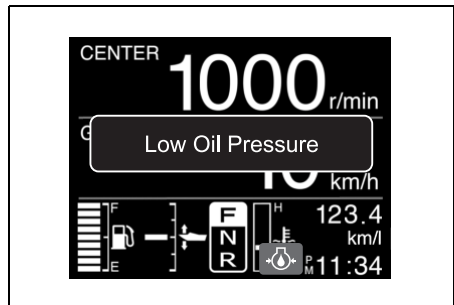 CENTER
1000 r/min
Low Oil Pressure
km/h
F
F H 123.4
N km/l
E R PM 11:34